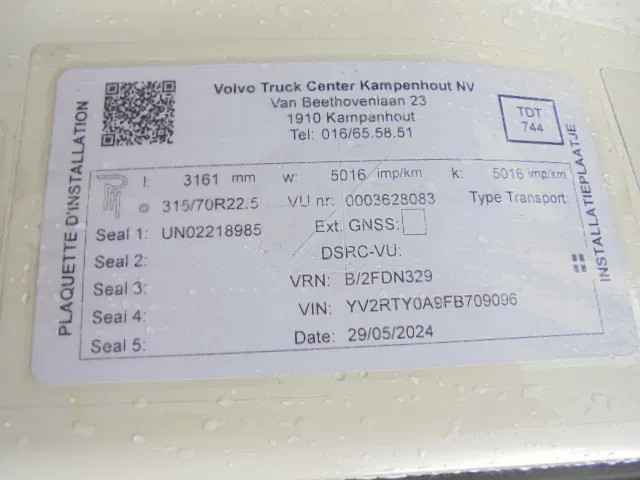 Volvo Truck Center Kampenhout NV
Van Beethovenlaan 23
1910 Kampenhout
Tel: 016/65.58.51
TDT
744
PLAQUETTE D'INSTALLATION
l: 3161 mm w: 5016 imp/km k: 5016 imp/km
315/70R22.5 VU nr: 0003628083 Type Transport
Seal 1: UN02218985 Ext. GNSS:
Seal 2: DSRC-VU:
Seal 3: VRN: B/2FDN329
Seal 4: VIN: YV2RTY0A9FB709096
Seal 5: Date: 29/05/2024
INSTALLATIEPLAATJE